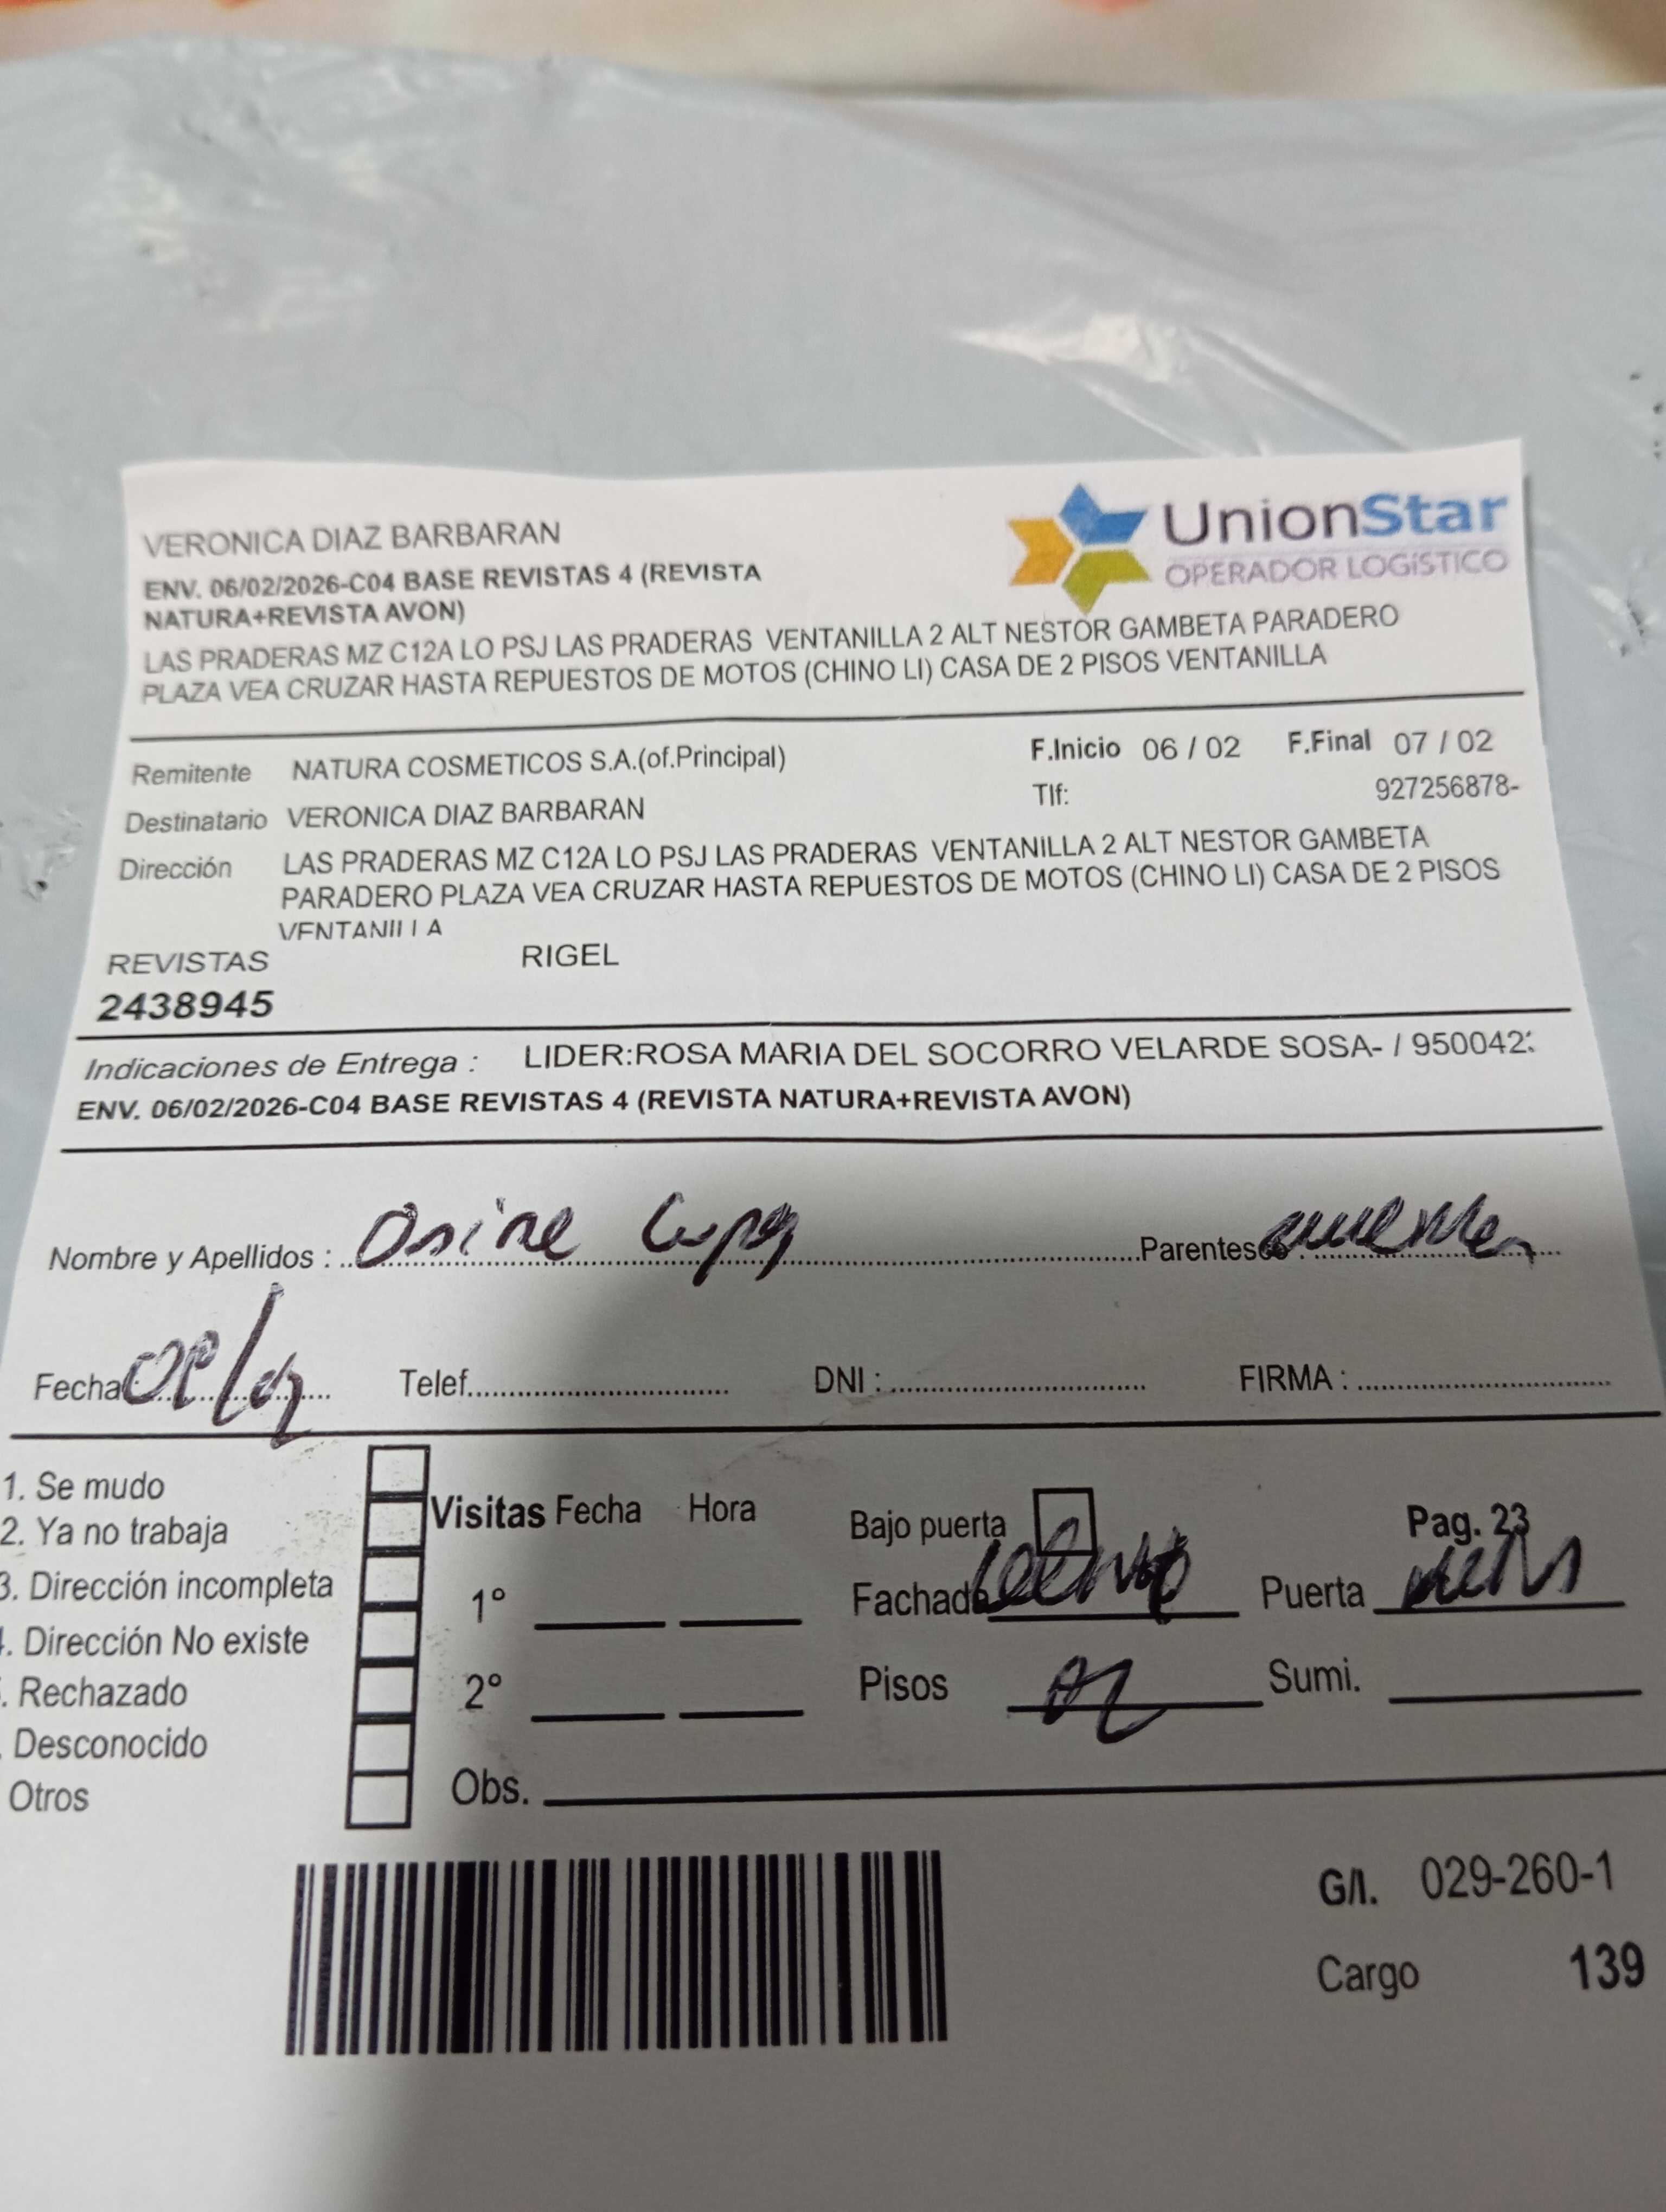 VERONICA DIAZ BARBARAN
ENV. 06/02/2026-C04 BASE REVISTAS 4 (REVISTA
NATURA+REVISTA AVON)
UnionStar
OPERADOR LOGÍSTICO
LAS PRADERAS MZ C12A LO PSJ LAS PRADERAS VENTANILLA 2 ALT NESTOR GAMBETA PARADERO
PLAZA VEA CRUZAR HASTA REPUESTOS DE MOTOS (CHINO LI) CASA DE 2 PISOS VENTANILLA
Remitente NATURA COSMETICOS S.A.(of.Principal) F.Inicio 06 / 02 F.Final 07 / 02
Destinatario VERONICA DIAZ BARBARAN Tlf: 927256878-
Dirección LAS PRADERAS MZ C12A LO PSJ LAS PRADERAS VENTANILLA 2 ALT NESTOR GAMBETA
PARADERO PLAZA VEA CRUZAR HASTA REPUESTOS DE MOTOS (CHINO LI) CASA DE 2 PISOS
VENTANILLA
REVISTAS RIGEL
2438945
Indicaciones de Entrega : LIDER:ROSA MARIA DEL SOCORRO VELARDE SOSA- / 950042
ENV. 06/02/2026-C04 BASE REVISTAS 4 (REVISTA NATURA+REVISTA AVON)
Nombre y Apellidos : Parentesco :
Fecha Telef. DNI : FIRMA :
1. Se mudo
2. Ya no trabaja
3. Dirección incompleta
. Dirección No existe
. Rechazado
. Desconocido
Otros
Visitas Fecha Hora
1°
2°
Obs.
Bajo puerta Pag. 23
Fachada Puerta
Pisos 02 Sumi.
G/I. 029-260-1
Cargo 139